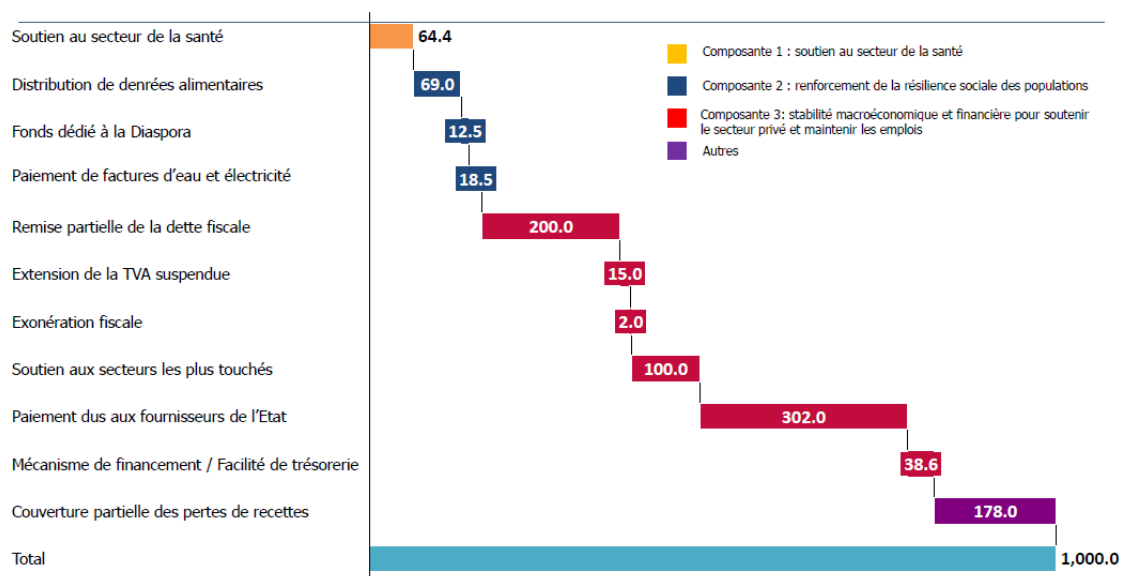 Soutien au secteur de la santé
64.4
Distribution de denrées alimentaires
69.0
Fonds dédié à la Diaspora
12.5
Paiement de factures d'eau et électricité
18.5
Remise partielle de la dette fiscale
200.0
Extension de la TVA suspendue
15.0
Exonération fiscale
2.0
Soutien aux secteurs les plus touchés
100.0
Paiement dus aux fournisseurs de l'Etat
302.0
Mécanisme de financement / Facilité de trésorerie
38.6
Couverture partielle des pertes de recettes
178.0
Total
1,000.0
Composante 1 : soutien au secteur de la santé
Composante 2 : renforcement de la résilience sociale des populations
Composante 3: stabilité macroéconomique et financière pour soutenir
le secteur privé et maintenir les emplois
Autres